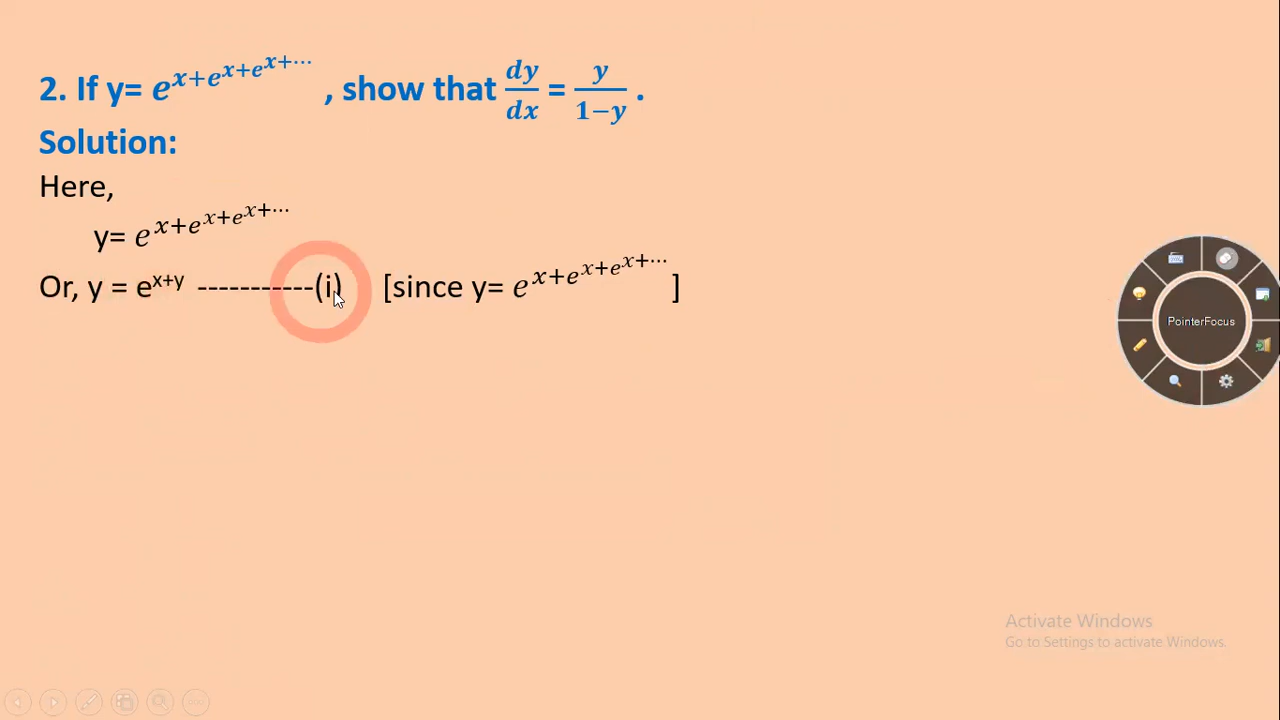 2. If y= e^{x+e^{x+e^{x+⋯}}} , show that dy/dx = y/(1−y) .
Solution:
Here,
y= e^{x+e^{x+e^{x+⋯}}}
Or, y = e^{x+y} -----------(i) [since y= e^{x+e^{x+e^{x+⋯}}} ]
PointerFocus
Activate Windows
Go to Settings to activate Windows.